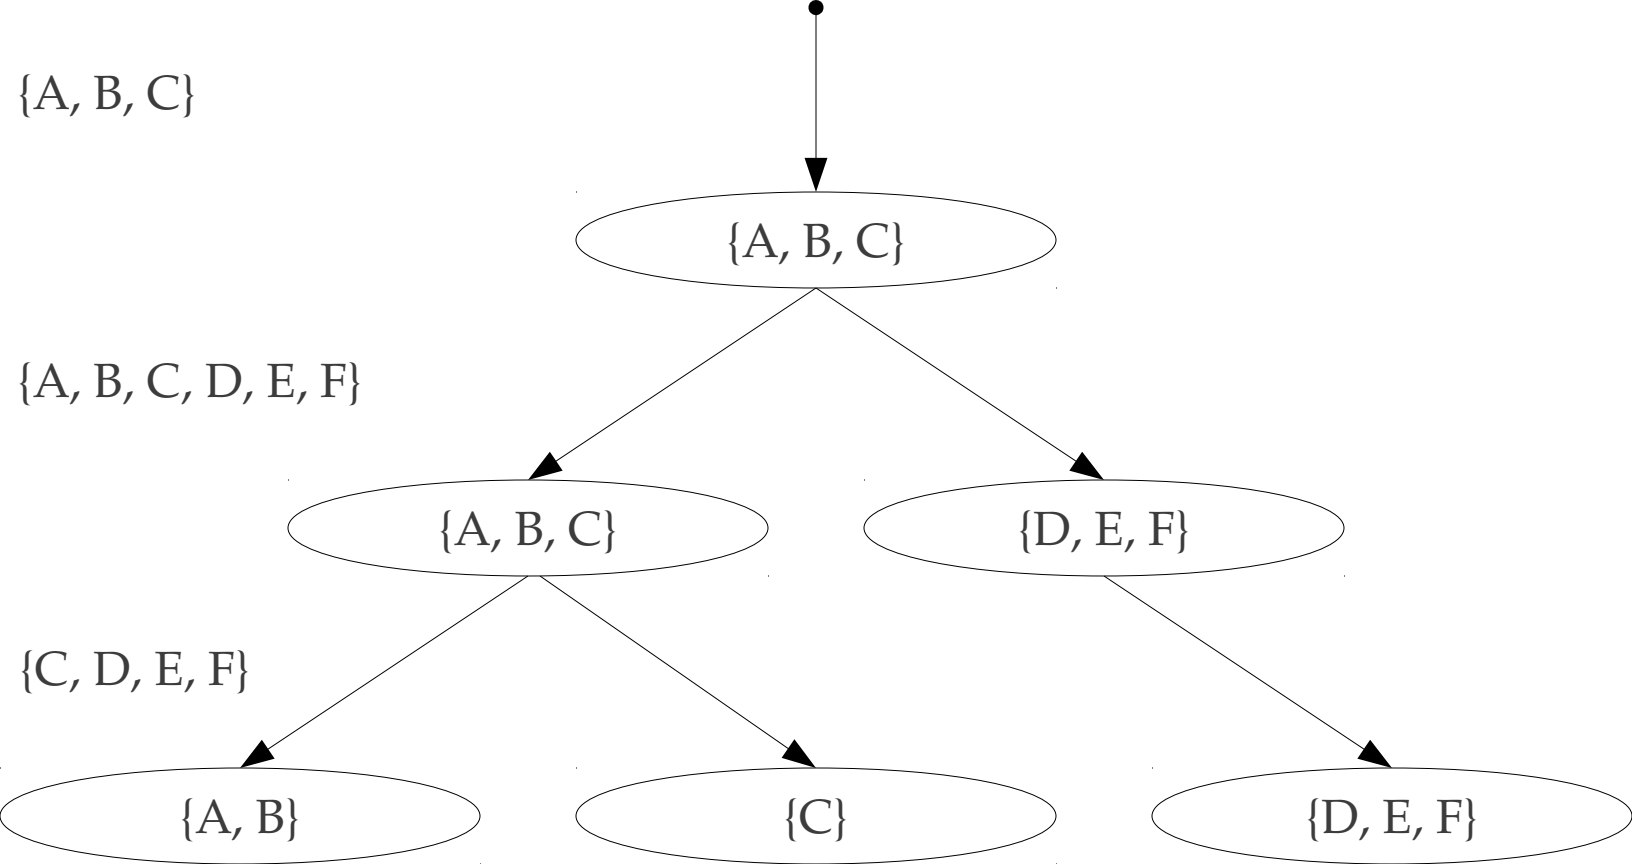 {A, B, C}
{A, B, C}
{A, B, C, D, E, F}
{A, B, C}
{D, E, F}
{C, D, E, F}
{A, B}
{C}
{D, E, F}